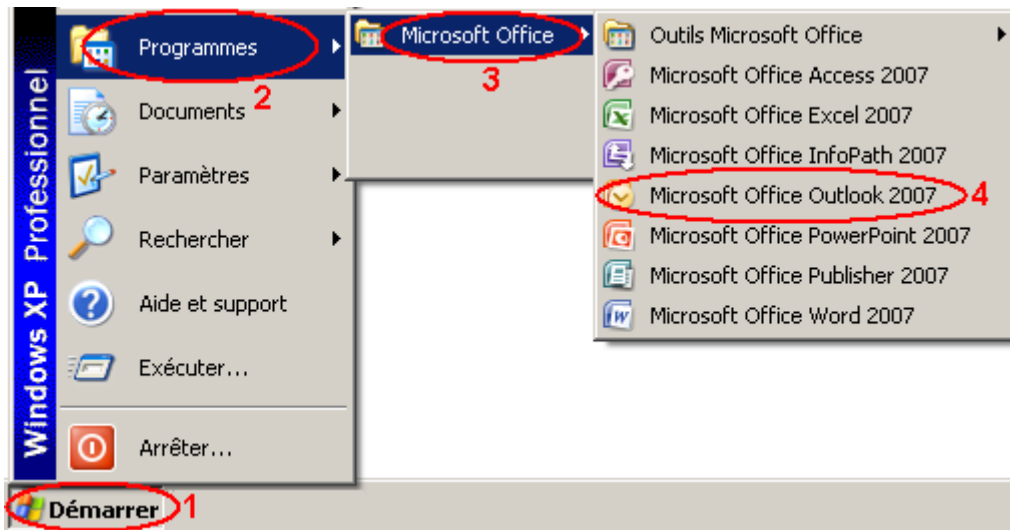 Windows XP Professionnel
Programmes
2
Documents
Paramètres
Rechercher
Aide et support
Exécuter...
Arrêter...
Démarrer 1
Microsoft Office
3
Outils Microsoft Office
Microsoft Office Access 2007
Microsoft Office Excel 2007
Microsoft Office InfoPath 2007
Microsoft Office Outlook 2007 4
Microsoft Office PowerPoint 2007
Microsoft Office Publisher 2007
Microsoft Office Word 2007